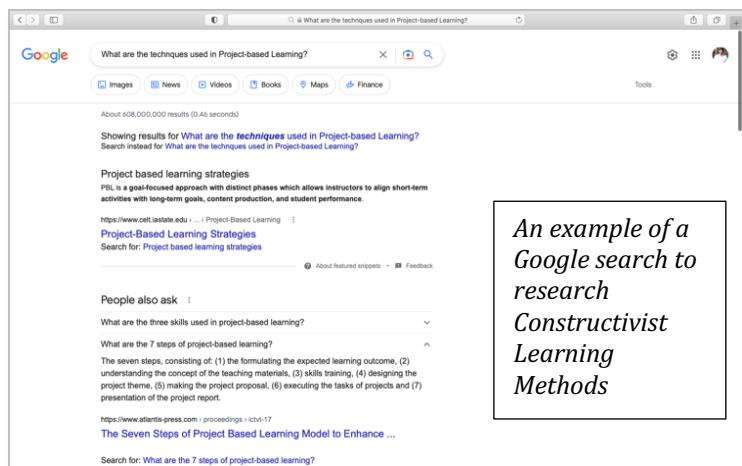 What are the technques used in Project-based Learning?
Google
What are the technques used in Project-based Learning?
Images News Videos Books Maps Finance Tools
About 608,000,000 results (0.46 seconds)
Showing results for What are the techniques used in Project-based Learning?
Search instead for What are the technques used in Project-based Learning?
Project based learning strategies
PBL is a goal-focused approach with distinct phases which allows instructors to align short-term
activities with long-term goals, content production, and student performance.
https://www.celt.iastate.edu › ... › Project-Based Learning
Project-Based Learning Strategies
Search for: Project based learning strategies
About featured snippets • Feedback
People also ask
What are the three skills used in project-based learning?
What are the 7 steps of project-based learning?
The seven steps, consisting of: (1) the formulating the expected learning outcome, (2)
understanding the concept of the teaching materials, (3) skills training, (4) designing the
project theme, (5) making the project proposal, (6) executing the tasks of projects and (7)
presentation of the project report.
https://www.atlantis-press.com › proceedings › ictvt-17
The Seven Steps of Project Based Learning Model to Enhance ...
Search for: What are the 7 steps of project-based learning?
An example of a
Google search to
research
Constructivist
Learning
Methods